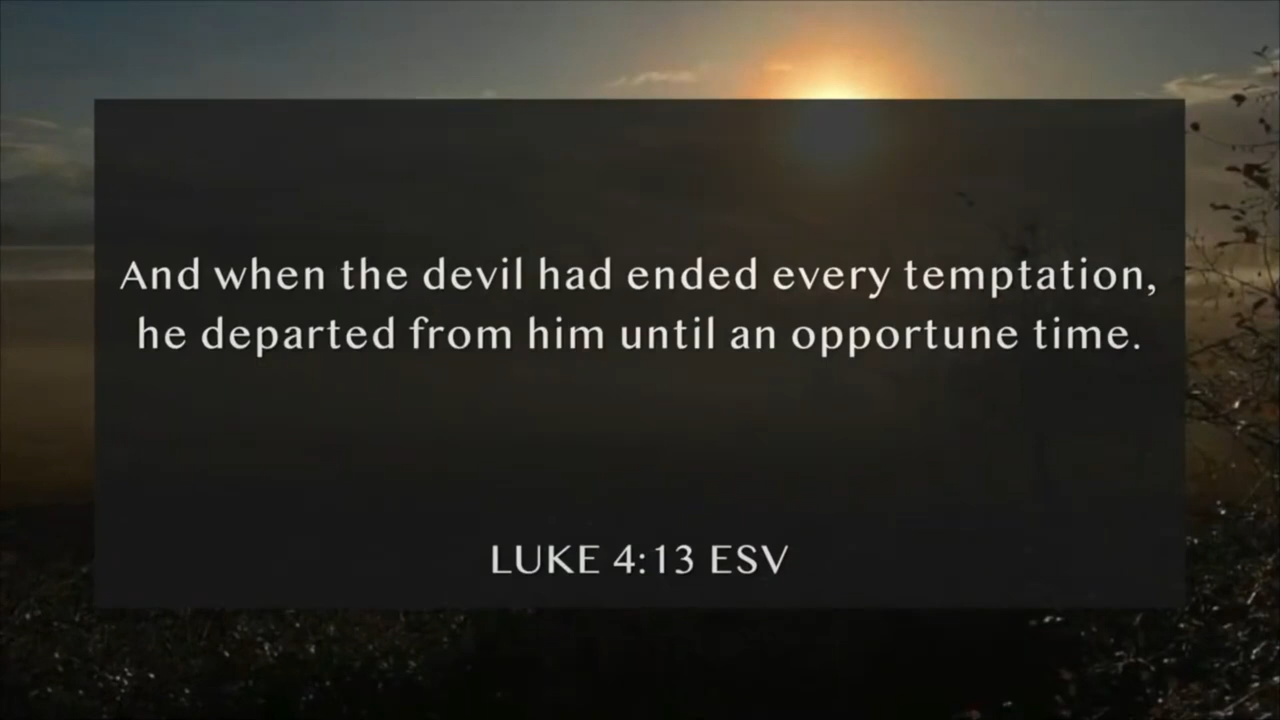 And when the devil had ended every temptation,
he departed from him until an opportune time.
LUKE 4:13 ESV